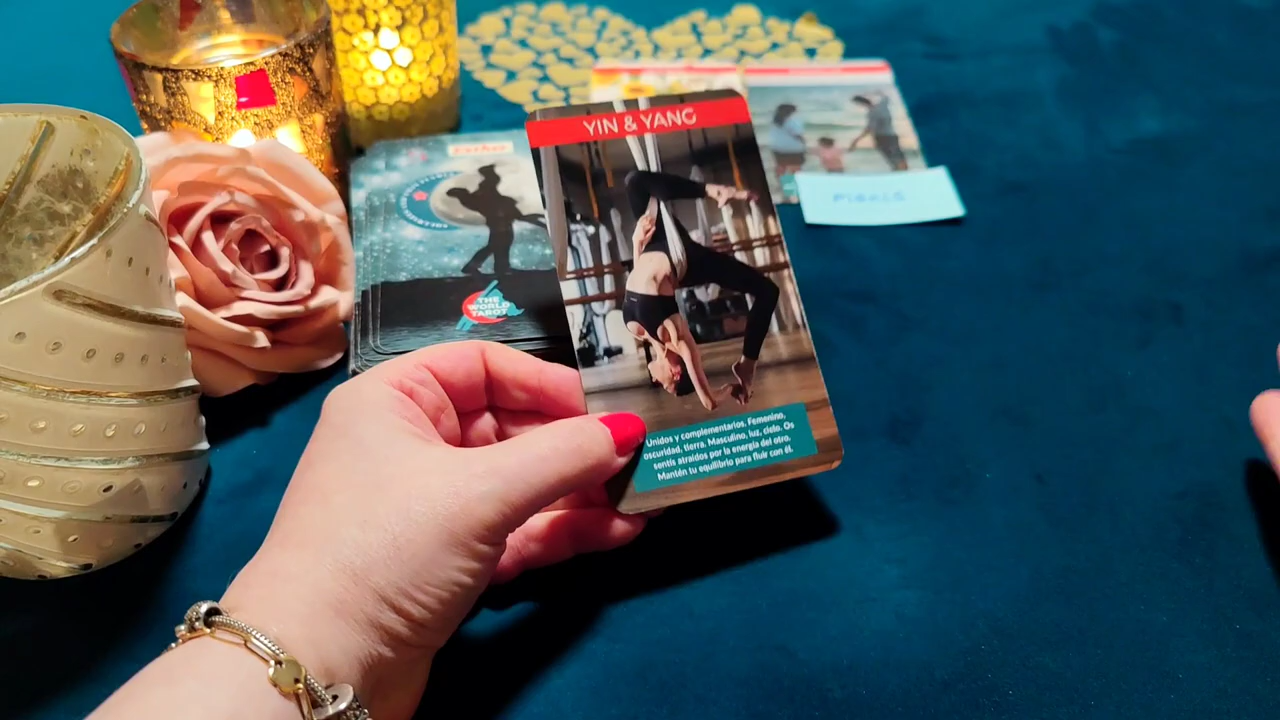 YIN & YANG
Unidos y complementarios. Femenino,
oscuridad, tierra. Masculino, luz, cielo. Os
sentís atraídos por la energía del otro.
Mantén tu equilibrio para fluir con él.
THE
WORLD
TAROT
PISCIS